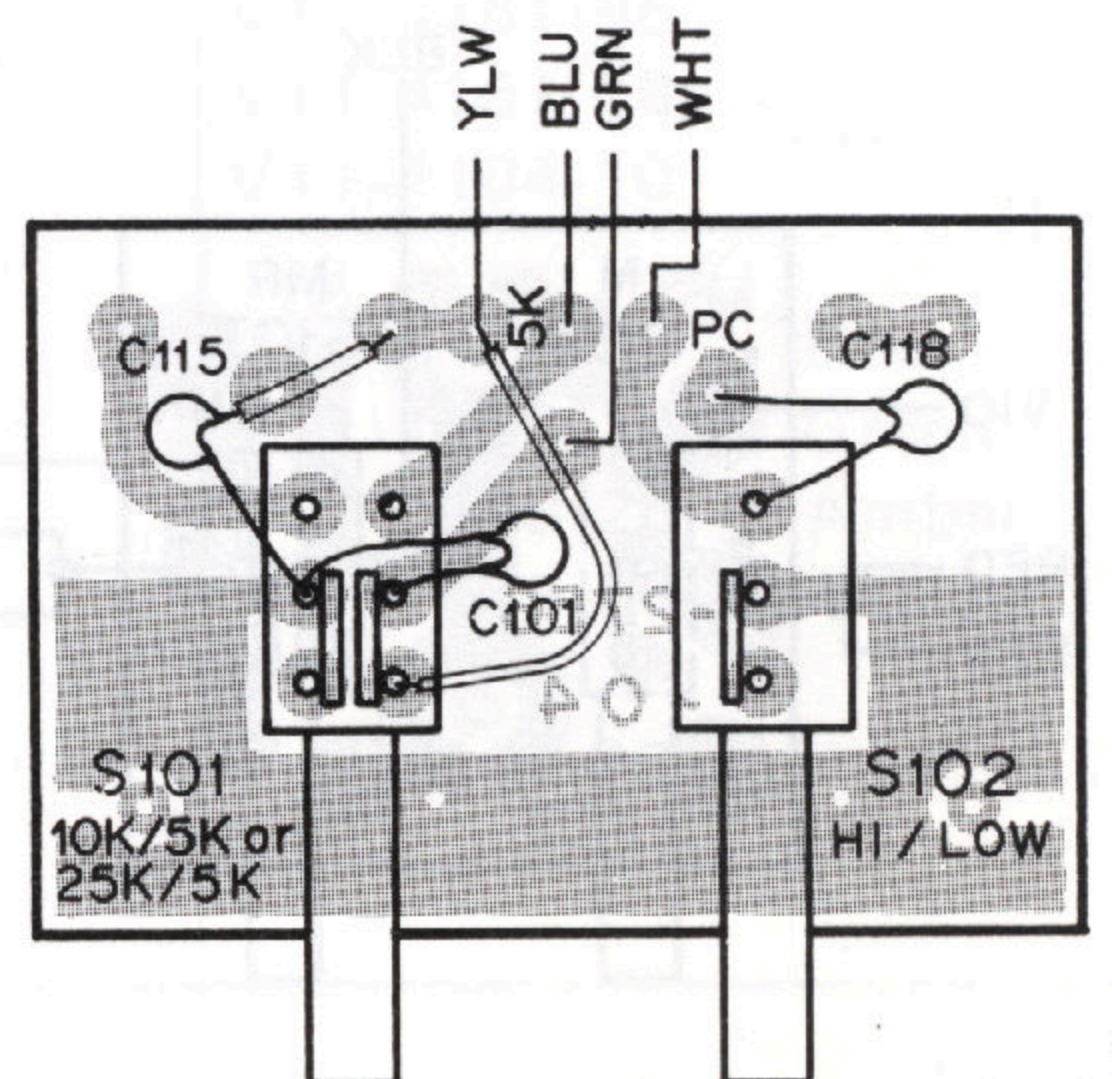 YLW
BLU
GRN
WHT
5K
PC
C115
C118
C101
S101
10K/5K or
25K/5K
S102
HI / LOW